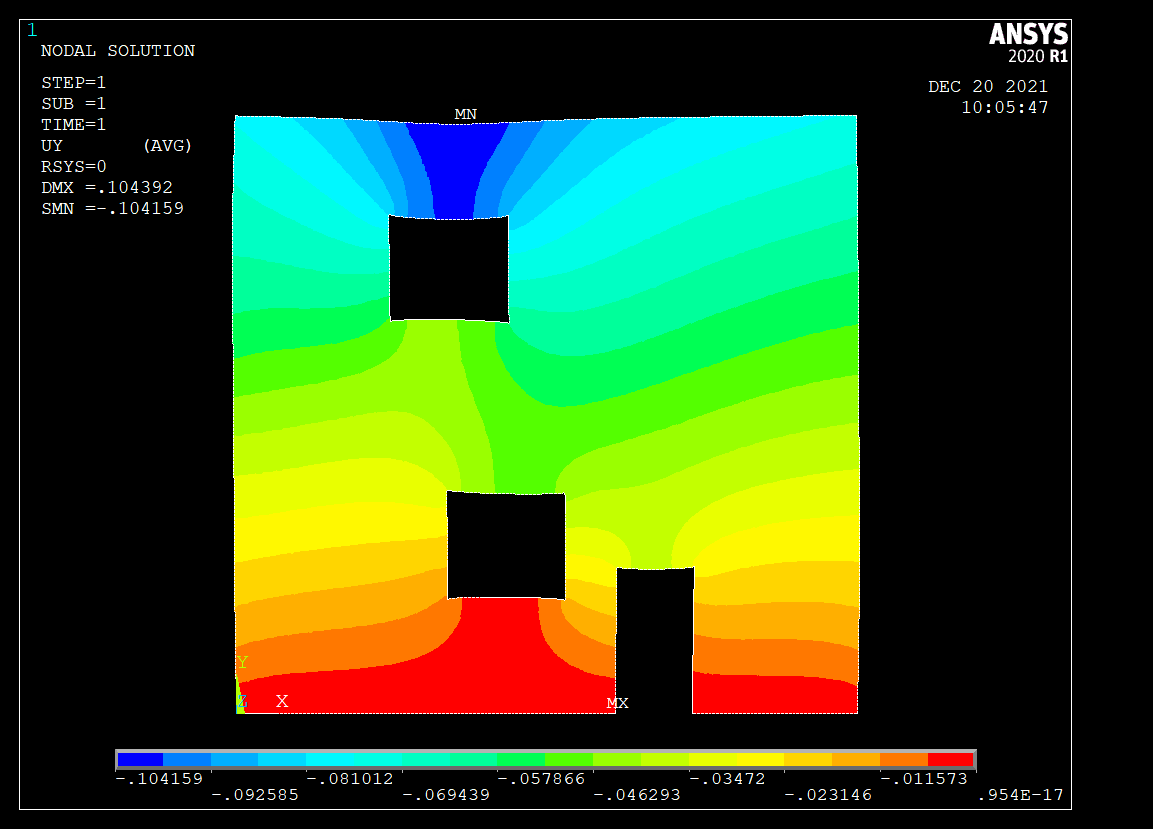 1
NODAL SOLUTION
STEP=1
SUB =1
TIME=1
UY (AVG)
RSYS=0
DMX =.104392
SMN =-.104159
ANSYS
2020 R1
DEC 20 2021
10:05:47
MN
Y
Z X
MX
-.104159 -.081012 -.057866 -.03472 -.011573
-.092585 -.069439 -.046293 -.023146 .954E-17